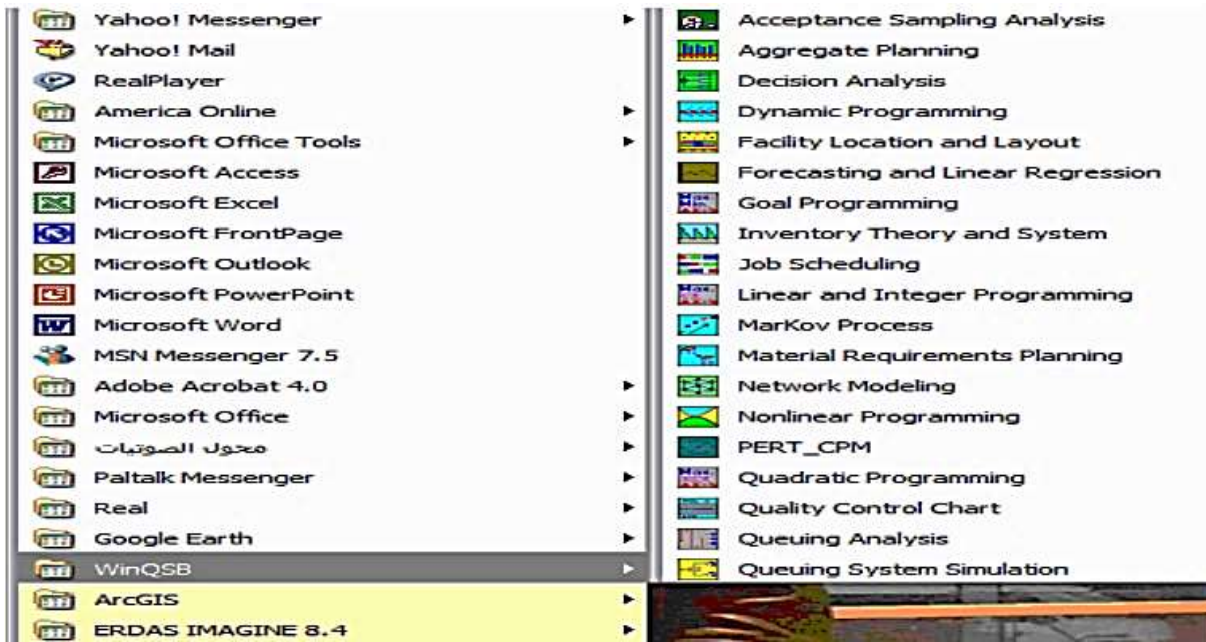 Yahoo! Messenger
Yahoo! Mail
RealPlayer
America Online
Microsoft Office Tools
Microsoft Access
Microsoft Excel
Microsoft FrontPage
Microsoft Outlook
Microsoft PowerPoint
Microsoft Word
MSN Messenger 7.5
Adobe Acrobat 4.0
Microsoft Office
محول الصوتيات
Paltalk Messenger
Real
Google Earth
WinQSB
ArcGIS
ERDAS IMAGINE 8.4
Acceptance Sampling Analysis
Aggregate Planning
Decision Analysis
Dynamic Programming
Facility Location and Layout
Forecasting and Linear Regression
Goal Programming
Inventory Theory and System
Job Scheduling
Linear and Integer Programming
MarKov Process
Material Requirements Planning
Network Modeling
Nonlinear Programming
PERT_CPM
Quadratic Programming
Quality Control Chart
Queuing Analysis
Queuing System Simulation